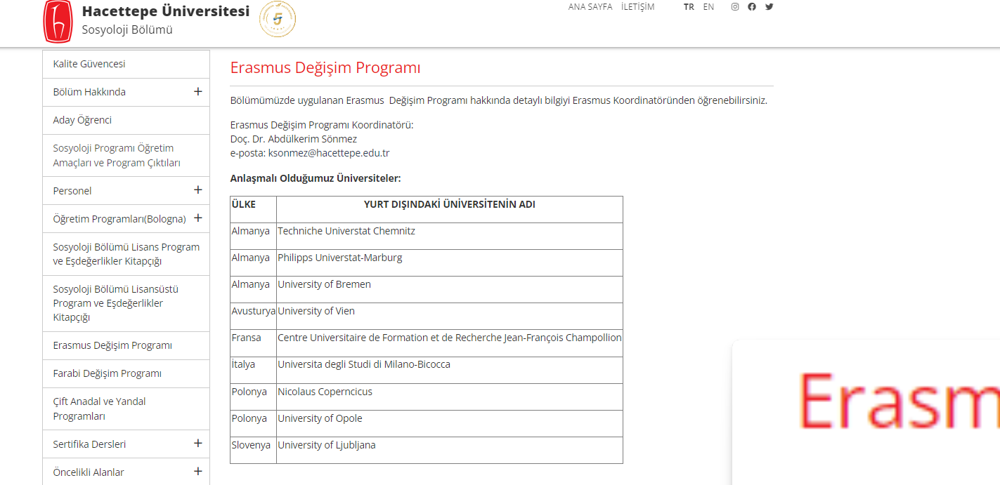 Hacettepe Üniversitesi
Sosyoloji Bölümü
5
ANA SAYFA İLETİŞİM TR EN
Kalite Güvencesi
Bölüm Hakkında +
Aday Öğrenci
Sosyoloji Programı Öğretim
Amaçları ve Program Çıktıları
Personel +
Öğretim Programları(Bologna) +
Sosyoloji Bölümü Lisans Program
ve Eşdeğerlikler Kitapçığı
Sosyoloji Bölümü Lisansüstü
Program ve Eşdeğerlikler
Kitapçığı
Erasmus Değişim Programı
Farabi Değişim Programı
Çift Anadal ve Yandal
Programları
Sertifika Dersleri +
Öncelikli Alanlar +
Erasmus Değişim Programı
Bölümümüzde uygulanan Erasmus Değişim Programı hakkında detaylı bilgiyi Erasmus Koordinatöründen öğrenebilirsiniz.
Erasmus Değişim Programı Koordinatörü:
Doç. Dr. Abdülkerim Sönmez
e-posta: ksonmez@hacettepe.edu.tr
Anlaşmalı Olduğumuz Üniversiteler:
ÜLKE YURT DIŞINDAKİ ÜNİVERSİTENİN ADI
Almanya Techniche Universtat Chemnitz
Almanya Philipps Universtat-Marburg
Almanya University of Bremen
Avusturya University of Vien
Fransa Centre Universitaire de Formation et de Recherche Jean-François Champollion
İtalya Universita degli Studi di Milano-Bicocca
Polonya Nicolaus Coperncicus
Polonya University of Opole
Slovenya University of Ljubljana
Erasm